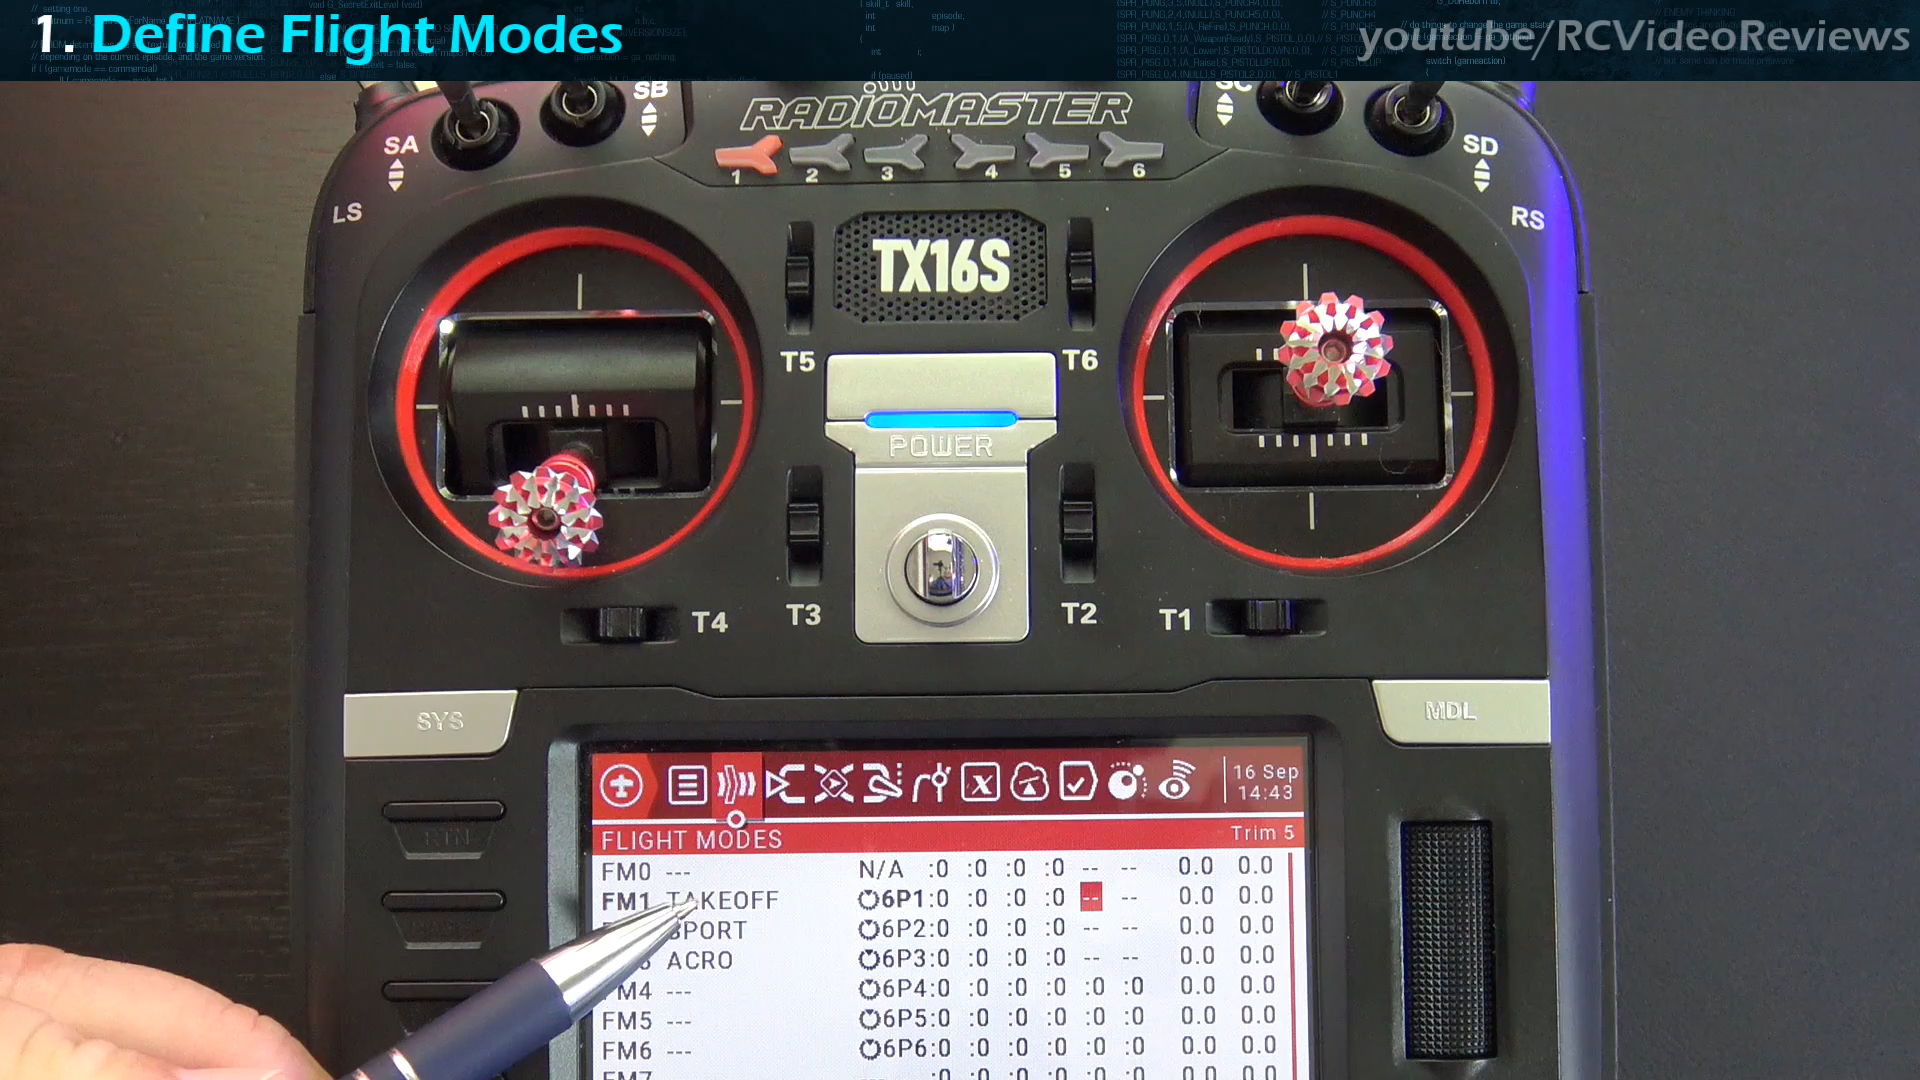 1. Define Flight Modes
youtube/RCVideoReviews
SA
SB
RADIOMASTER
SC
SD
1 2 3 4 5 6
LS
RS
TX16S
T5
T6
POWER
T4
T3
T2
T1
SYS
MDL
RTN
16 Sep
14:43
FLIGHT MODES
Trim 5
FM0 --- N/A :0 :0 :0 :0 -- -- 0.0 0.0
FM1 TAKEOFF 6P1:0 :0 :0 :0 -- -- 0.0 0.0
SPORT 6P2:0 :0 :0 :0 -- -- 0.0 0.0
3 ACRO 6P3:0 :0 :0 :0 -- -- 0.0 0.0
FM4 --- 6P4:0 :0 :0 :0 :0 :0 0.0 0.0
FM5 --- 6P5:0 :0 :0 :0 :0 :0 0.0 0.0
FM6 --- 6P6:0 :0 :0 :0 :0 :0 0.0 0.0
FM7